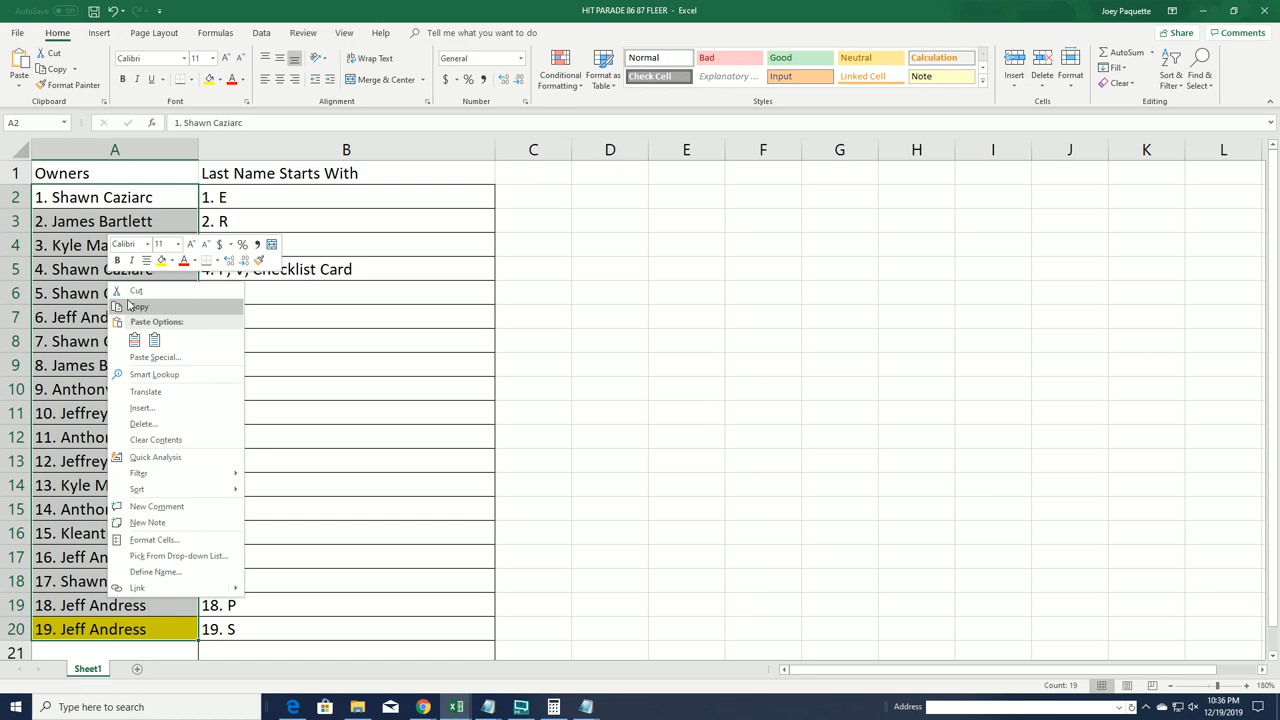 AutoSave Off
HIT PARADE 86 87 FLEER - Excel
Joey Paquette
File Home Insert Page Layout Formulas Data Review View Help Tell me what you want to do
Share Comments
Paste
Cut
Copy
Format Painter
Clipboard
Calibri 11
B I U
Font
Wrap Text
Merge & Center
Alignment
General
$ % ,
Number
Conditional Formatting
Format as Table
Normal Bad Good Neutral Calculation
Check Cell Explanatory ... Input Linked Cell Note
Styles
Insert Delete Format
Cells
AutoSum
Fill
Clear
Sort & Filter
Find & Select
Editing
A2
fx
1. Shawn Caziarc
A B C D E F G H I J K L
1 Owners Last Name Starts With
2 1. Shawn Caziarc 1. E
3 2. James Bartlett 2. R
4 3. Kyle Ma
5 4. Shawn Caziarc Checklist Card
6 5. Shawn C
7 6. Jeff And
8 7. Shawn C
9 8. James B
10 9. Anthony
11 10. Jeffrey
12 11. Antho
13 12. Jeffrey
14 13. Kyle M
15 14. Antho
16 15. Kleant
17 16. Jeff An
18 17. Shaw
19 18. Jeff Andress 18. P
20 19. Jeff Andress 19. S
21
Calibri 11 A A $ % ,
B I A
Cut
Copy
Paste Options:
Paste Special...
Smart Lookup
Translate
Insert...
Delete...
Clear Contents
Quick Analysis
Filter
Sort
New Comment
New Note
Format Cells...
Pick From Drop-down List...
Define Name...
Link
Sheet1
Count: 19
180%
Type here to search
Address
10:36 PM
12/19/2019